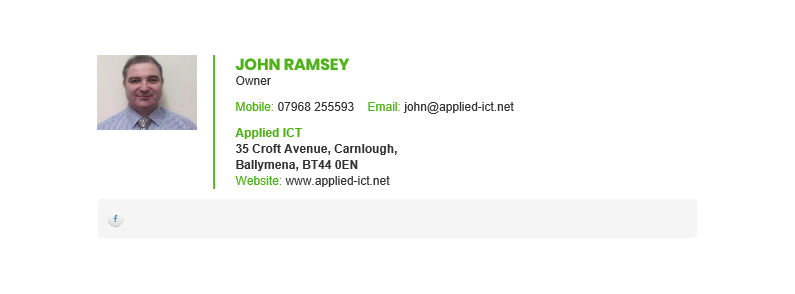 JOHN RAMSEY
Owner
Mobile: 07968 255593 Email: john@applied-ict.net
Applied ICT
35 Croft Avenue, Carnlough,
Ballymena, BT44 0EN
Website: www.applied-ict.net
f